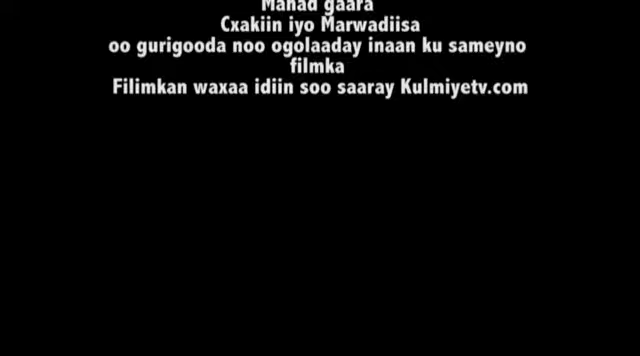 Mahad gaara
Cxakiin iyo Marwadiisa
oo gurigooda noo ogolaaday inaan ku sameyno
filmka
Filimkan waxaa idiin soo saaray Kulmiyetv.com